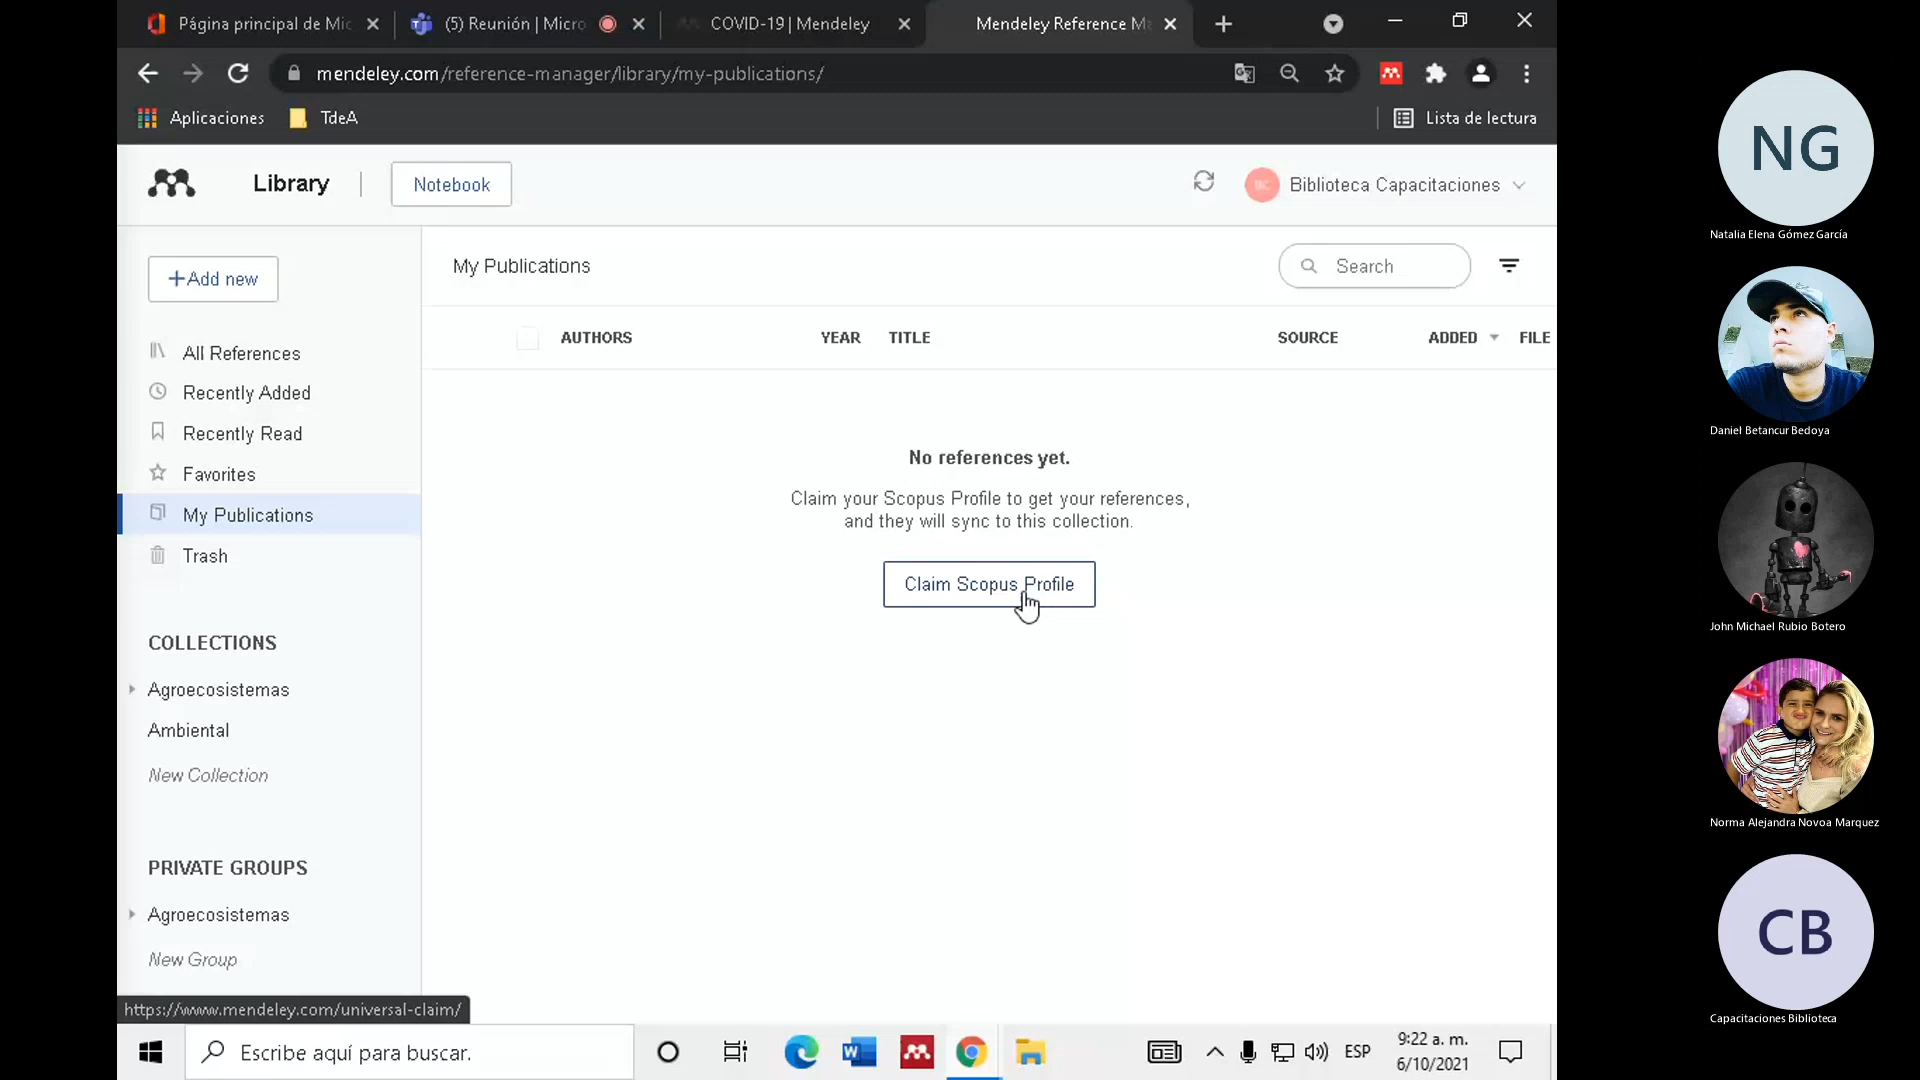 Página principal de Mic
(5) Reunión | Micro
COVID-19 | Mendeley
Mendeley Reference Ma
mendeley.com/reference-manager/library/my-publications/
Aplicaciones
TdeA
Lista de lectura
Library
Notebook
Biblioteca Capacitaciones
+Add new
My Publications
Search
All References
Recently Added
Recently Read
Favorites
My Publications
Trash
AUTHORS YEAR TITLE SOURCE ADDED FILE
No references yet.
Claim your Scopus Profile to get your references,
and they will sync to this collection.
Claim Scopus Profile
COLLECTIONS
Agroecosistemas
Ambiental
New Collection
PRIVATE GROUPS
Agroecosistemas
New Group
https://www.mendeley.com/universal-claim/
Escribe aquí para buscar.
ESP
9:22 a. m.
6/10/2021
NG
Natalia Elena Gómez García
Daniel Betancur Bedoya
John Michael Rubio Botero
Norma Alejandra Novoa Marquez
CB
Capacitaciones Biblioteca